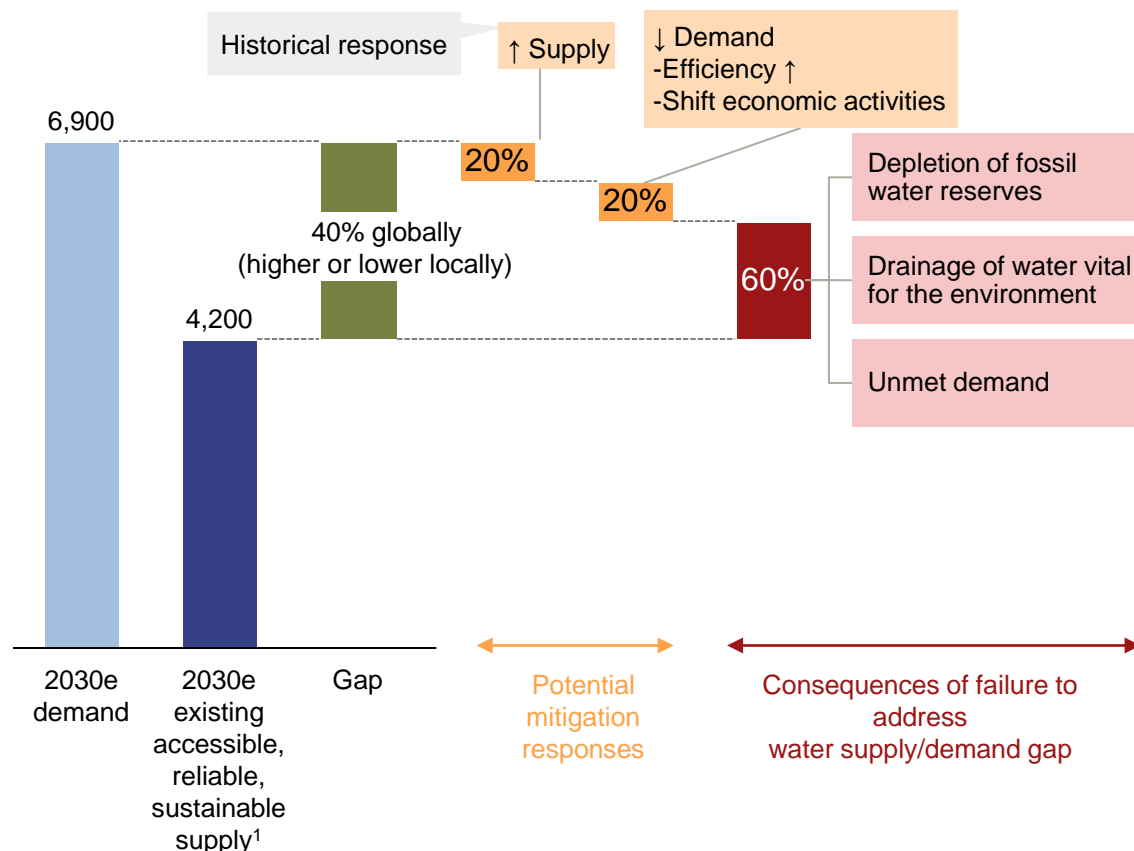 Historical response
↑ Supply
↓ Demand
-Efficiency ↑
-Shift economic activities
6,900
20%
20%
Depletion of fossil
water reserves
40% globally
(higher or lower locally)
60%
Drainage of water vital
for the environment
4,200
Unmet demand
2030e
demand
2030e
existing
accessible,
reliable,
sustainable
supply¹
Gap
Potential
mitigation
responses
Consequences of failure to
address
water supply/demand gap